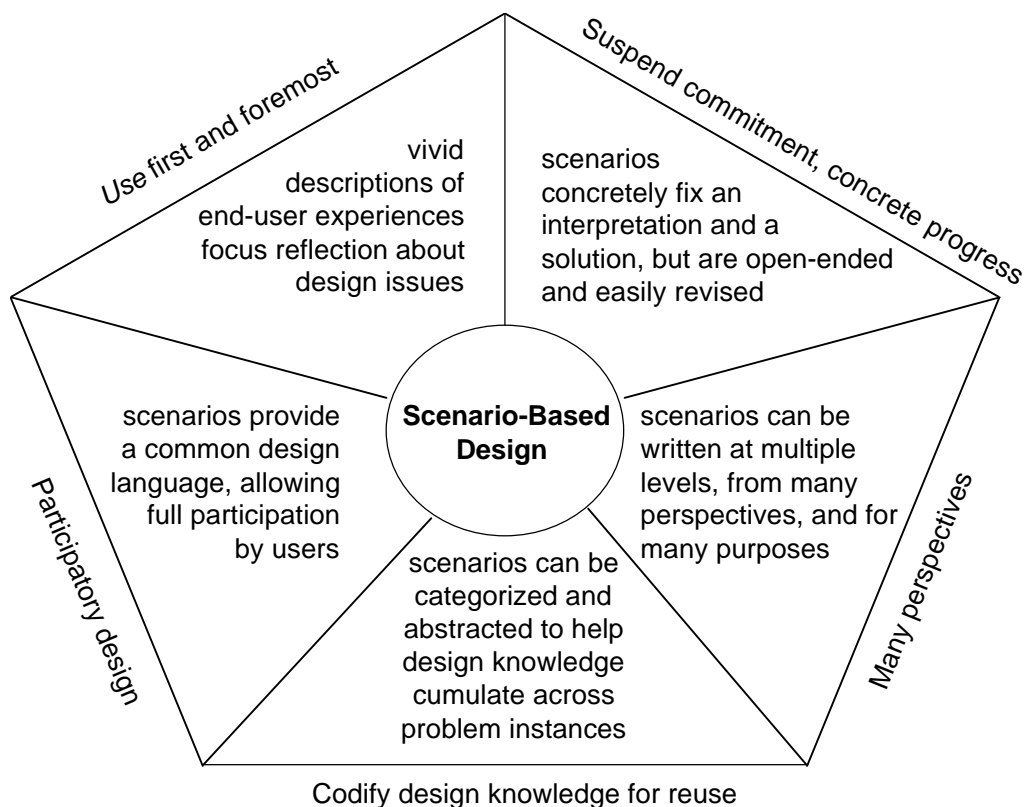 Use first and foremost
vivid
descriptions of
end-user experiences
focus reflection about
design issues
Suspend commitment, concrete progress
scenarios
concretely fix an
interpretation and a
solution, but are open-ended
and easily revised
Scenario-Based
Design
Participatory design
scenarios provide
a common design
language, allowing
full participation
by users
scenarios can be
written at multiple
levels, from many
perspectives, and for
many purposes
Many perspectives
scenarios can be
categorized and
abstracted to help
design knowledge
cumulate across
problem instances
Codify design knowledge for reuse